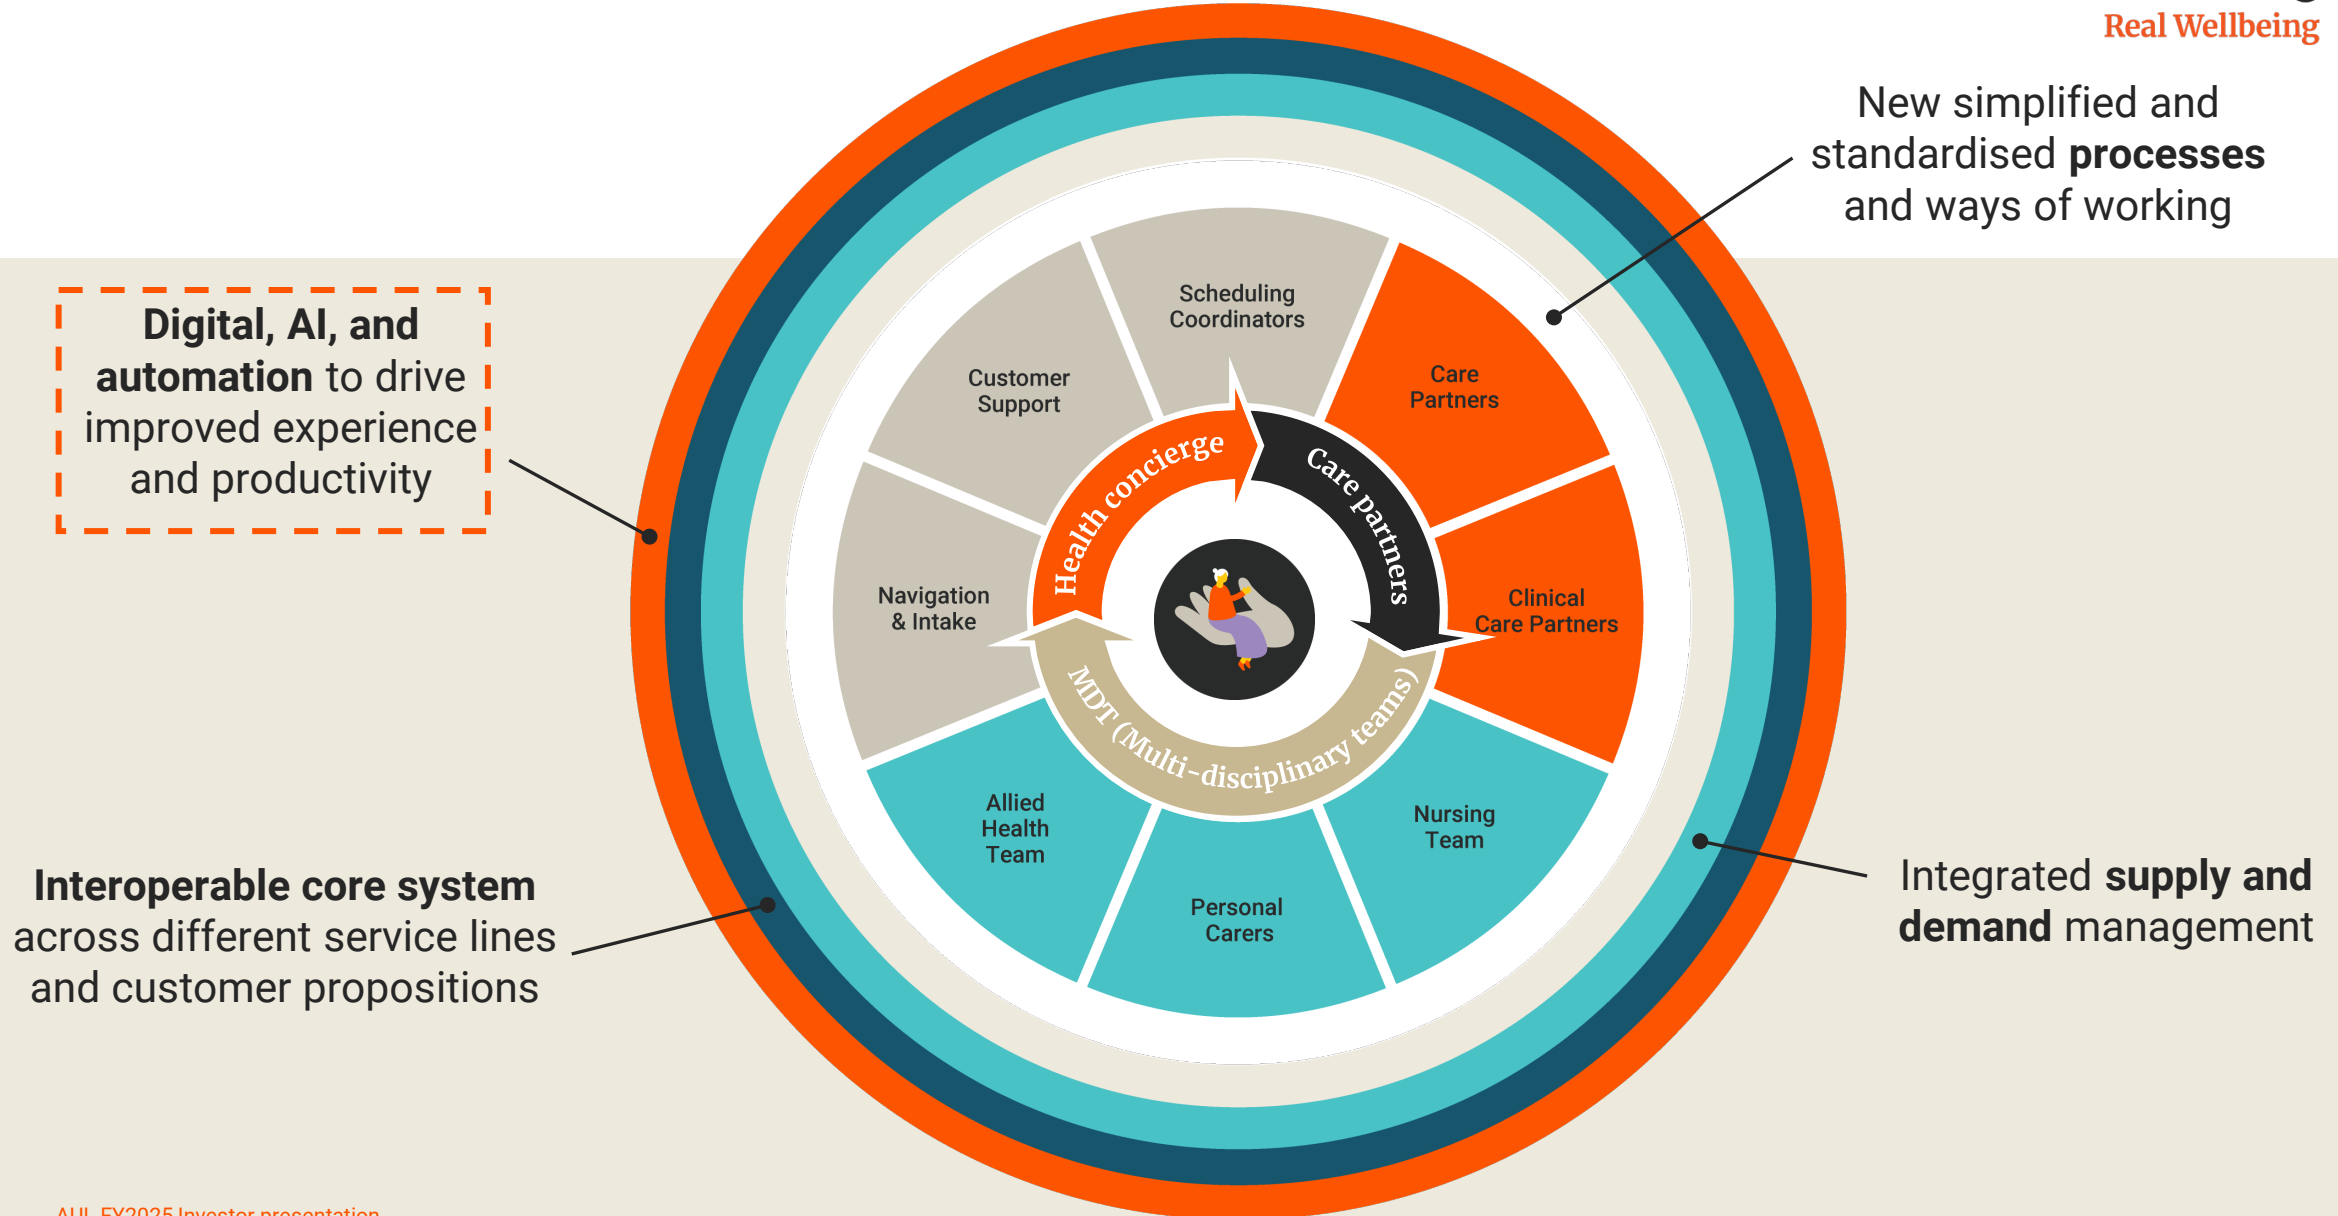 Real Wellbeing
New simplified and
standardised processes
and ways of working
Digital, AI, and
automation to drive
improved experience
and productivity
Scheduling
Coordinators
Customer
Support
Care
Partners
Navigation
& Intake
Clinical
Care Partners
Health concierge
Care partners
MDT (Multi-disciplinary teams)
Allied
Health
Team
Nursing
Team
Personal
Carers
Interoperable core system
across different service lines
and customer propositions
Integrated supply and
demand management
FY2025 Investor presentation